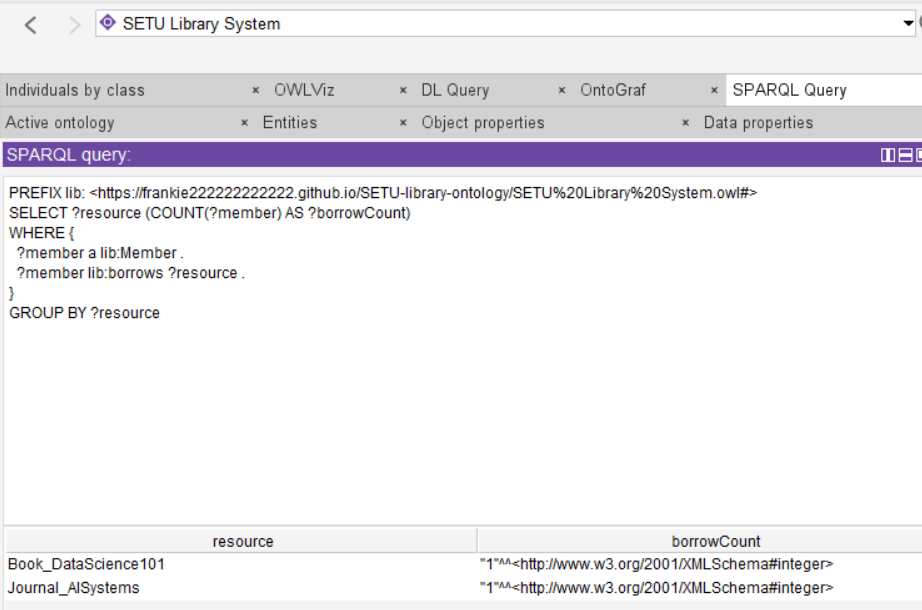 SETU Library System
Individuals by class × OWLViz × DL Query × OntoGraf × SPARQL Query
Active ontology × Entities × Object properties × Data properties
SPARQL query:
PREFIX lib: <https://frankie222222222222.github.io/SETU-library-ontology/SETU%20Library%20System.owl#>
SELECT ?resource (COUNT(?member) AS ?borrowCount)
WHERE {
?member a lib:Member .
?member lib:borrows ?resource .
}
GROUP BY ?resource
resource borrowCount
Book_DataScience101 "1"^^<http://www.w3.org/2001/XMLSchema#integer>
Journal_AISystems "1"^^<http://www.w3.org/2001/XMLSchema#integer>